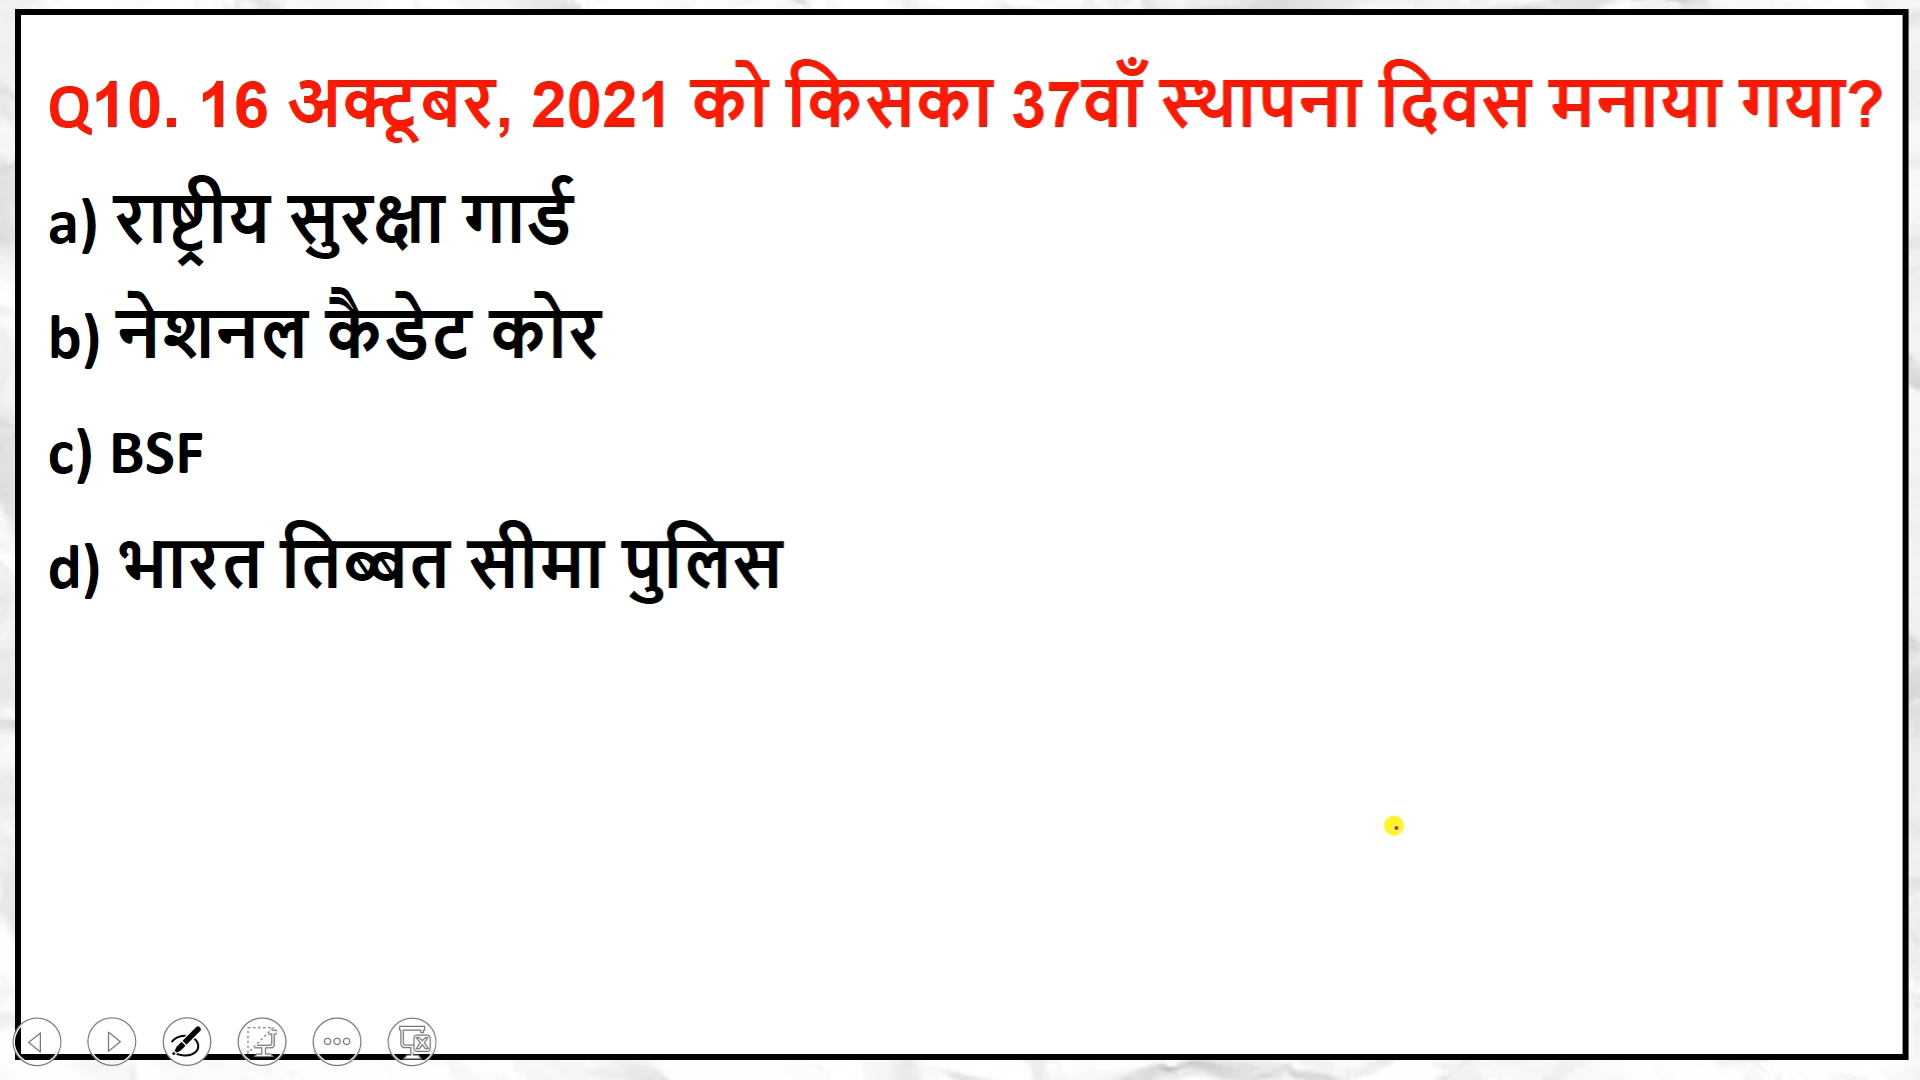 Q10. 16 अक्टूबर, 2021 को किसका 37वाँ स्थापना दिवस मनाया गया?
a) राष्ट्रीय सुरक्षा गार्ड
b) नेशनल कैडेट कोर
c) BSF
d) भारत तिब्बत सीमा पुलिस